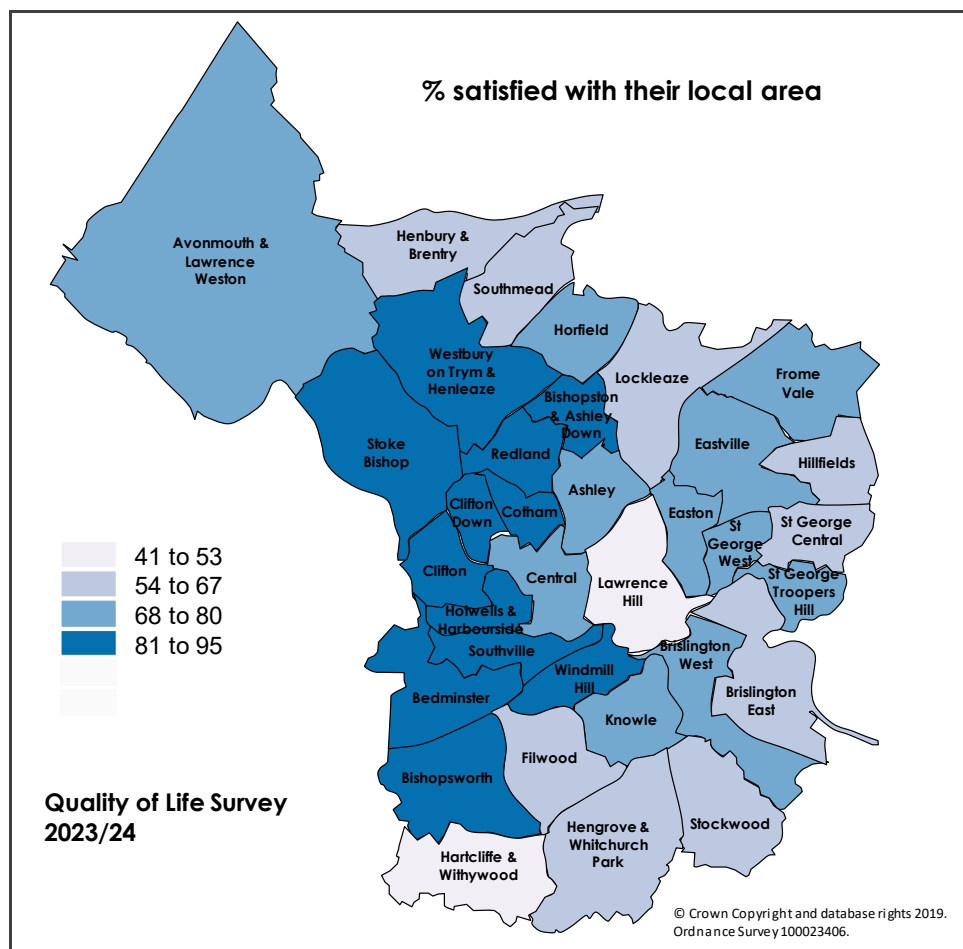 % satisfied with their local area
Avonmouth &
Lawrence
Weston
Henbury &
Brentry
Southmead
Horfield
Westbury
on Trym &
Henleaze
Lockleaze
Frome
Vale
Bishopston
& Ashley
Down
Stoke
Bishop
Redland
Eastville
Hillfields
Ashley
Clifton
Down
Cotham
Easton
St
George
West
St George
Central
Clifton
Central
Lawrence
Hill
St George
Troopers
Hill
Hotwells &
Harbourside
Southville
Brislington
West
Windmill
Hill
Bedminster
Brislington
East
Knowle
Filwood
Bishopsworth
Stockwood
Hengrove &
Whitchurch
Park
Hartcliffe &
Withywood
41 to 53
54 to 67
68 to 80
81 to 95
Quality of Life Survey
2023/24
© Crown Copyright and database rights 2019.
Ordnance Survey 100023406.